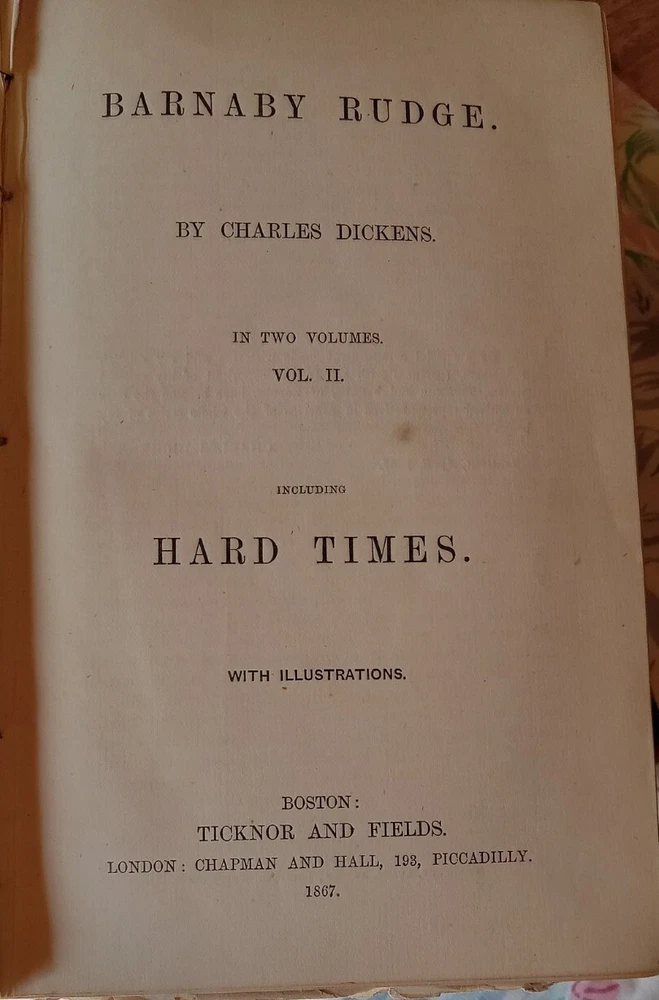 BARNABY RUDGE.
BY CHARLES DICKENS.
IN TWO VOLUMES.
VOL. II.
INCLUDING
HARD TIMES.
WITH ILLUSTRATIONS.
BOSTON:
TICKNOR AND FIELDS.
LONDON: CHAPMAN AND HALL, 193, PICCADILLY.
1867.